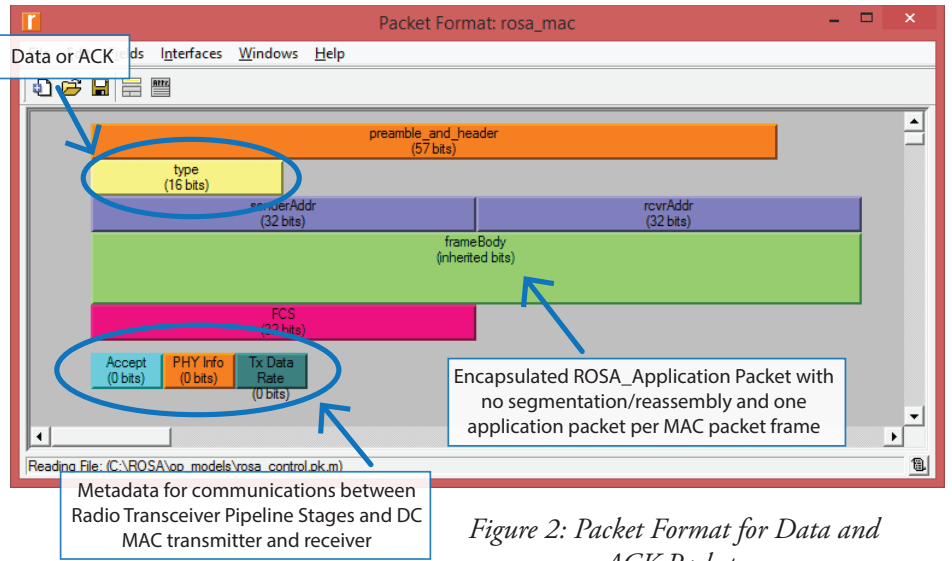 Packet Format: rosa_mac
Interfaces Windows Help
Data or ACK
preamble_and_header
(57 bits)
type
(16 bits)
senderAddr
(32 bits)
rcvrAddr
(32 bits)
frameBody
(inherited bits)
FCS
(32 bits)
Accept
(0 bits)
PHY Info
(0 bits)
Tx Data
Rate
(0 bits)
Encapsulated ROSA_Application Packet with
no segmentation/reassembly and one
application packet per MAC packet frame
Reading File: (C:\ROSA\op_models\rosa_control.pk.m)
Metadata for communications between
Radio Transceiver Pipeline Stages and DC
MAC transmitter and receiver
Figure 2: Packet Format for Data and